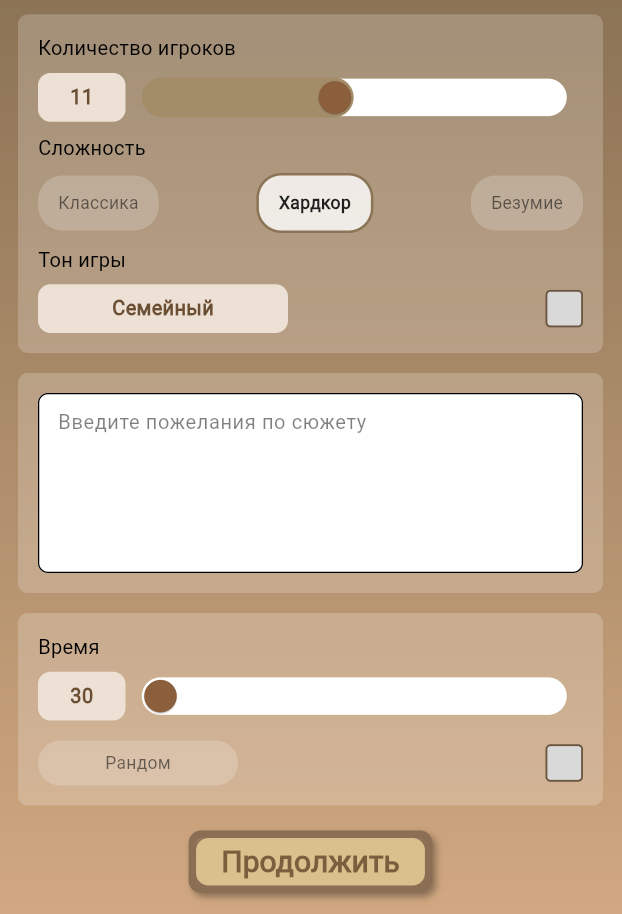 Количество игроков
11
Сложность
Классика Хардкор Безумие
Тон игры
Семейный
Введите пожелания по сюжету
Время
30
Рандом
Продолжить